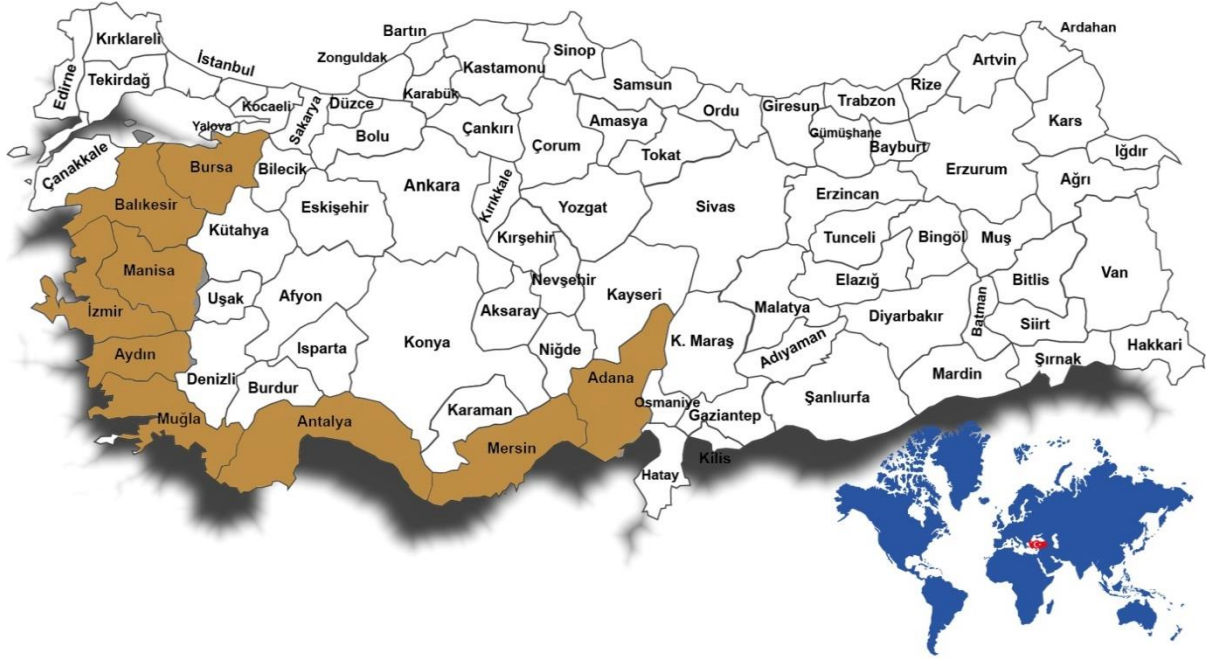 Kırklareli
Edirne
Tekirdağ
İstanbul
Kocaeli
Yalova
Sakarya
Düzce
Bolu
Zonguldak
Bartın
Karabük
Kastamonu
Sinop
Çankırı
Samsun
Amasya
Çorum
Ordu
Tokat
Giresun
Trabzon
Gümüşhane
Bayburt
Rize
Artvin
Ardahan
Kars
Iğdır
Ağrı
Erzurum
Erzincan
Çanakkale
Balıkesir
Bursa
Bilecik
Eskişehir
Kütahya
Ankara
Kırıkkale
Kırşehir
Yozgat
Sivas
Tunceli
Bingöl
Muş
Bitlis
Van
Manisa
İzmir
Uşak
Afyon
Aydın
Denizli
Isparta
Burdur
Konya
Aksaray
Nevşehir
Niğde
Kayseri
Malatya
Elazığ
Diyarbakır
Batman
Siirt
Şırnak
Hakkari
Muğla
Antalya
Karaman
Mersin
Adana
K. Maraş
Osmaniye
Gaziantep
Adıyaman
Şanlıurfa
Mardin
Kilis
Hatay